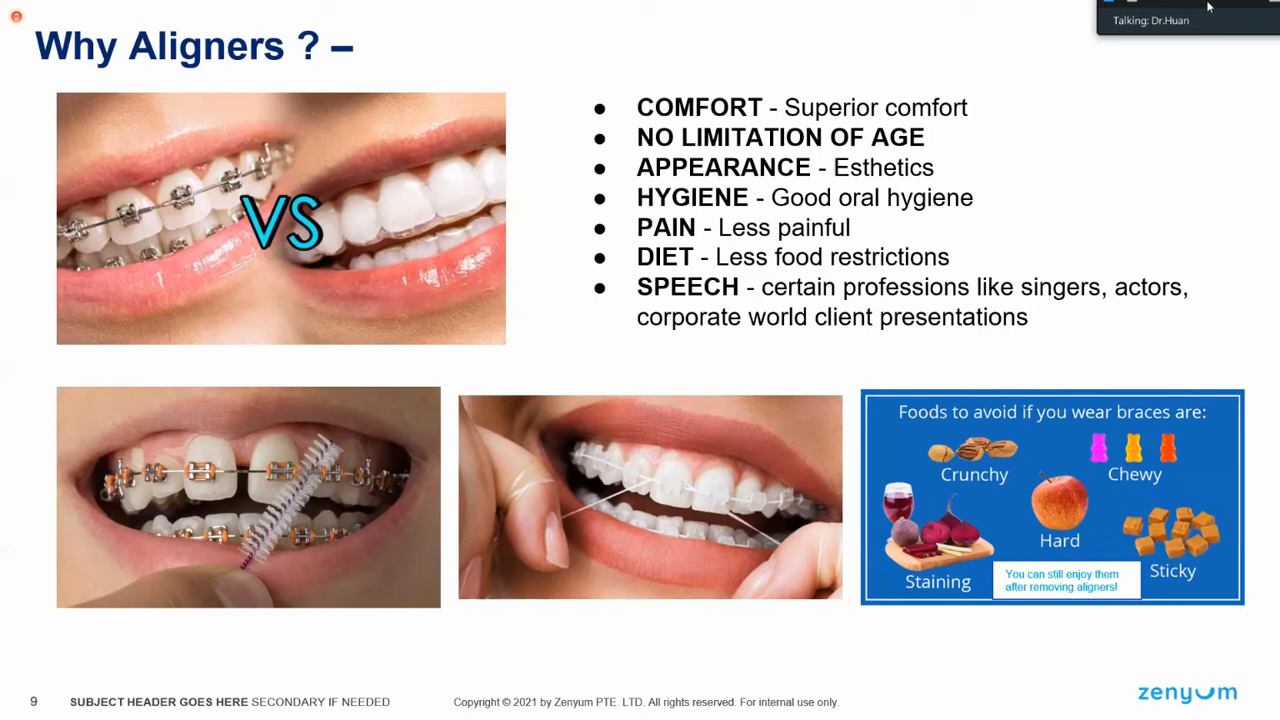 Talking: Dr.Huan
Why Aligners ? –
VS
● COMFORT - Superior comfort
● NO LIMITATION OF AGE
● APPEARANCE - Esthetics
● HYGIENE - Good oral hygiene
● PAIN - Less painful
● DIET - Less food restrictions
● SPEECH - certain professions like singers, actors,
corporate world client presentations
Foods to avoid if you wear braces are:
Crunchy
Chewy
Hard
Staining
Sticky
You can still enjoy them
after removing aligners!
9
SUBJECT HEADER GOES HERE SECONDARY IF NEEDED
Copyright © 2021 by Zenyum PTE. LTD. All rights reserved. For internal use only.
zenyum